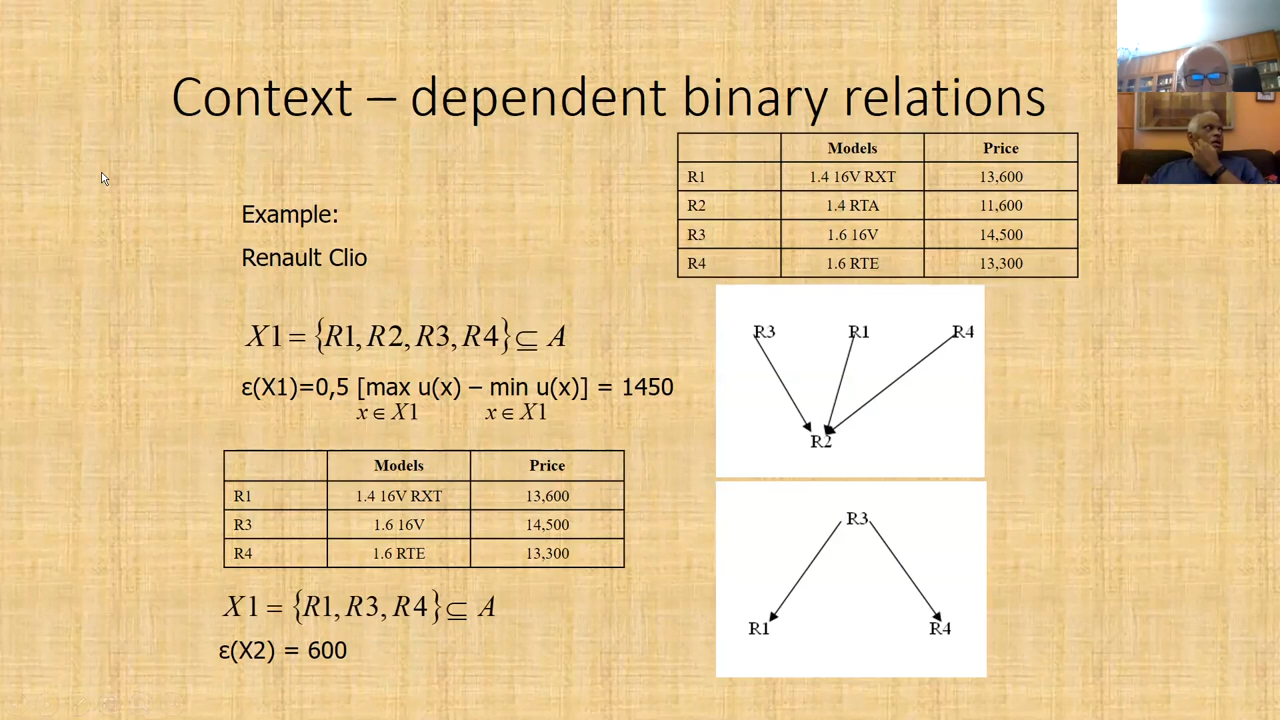 Context – dependent binary relations
Models Price
R1 1.4 16V RXT 13,600
R2 1.4 RTA 11,600
R3 1.6 16V 14,500
R4 1.6 RTE 13,300
Example:
Renault Clio
X1 = {R1, R2, R3, R4} ⊆ A
ε(X1)=0,5 [max u(x) – min u(x)] = 1450
x ∈ X1 x ∈ X1
R3 R1 R4
R2
Models Price
R1 1.4 16V RXT 13,600
R3 1.6 16V 14,500
R4 1.6 RTE 13,300
X1 = {R1, R3, R4} ⊆ A
ε(X2) = 600
R3
R1 R4